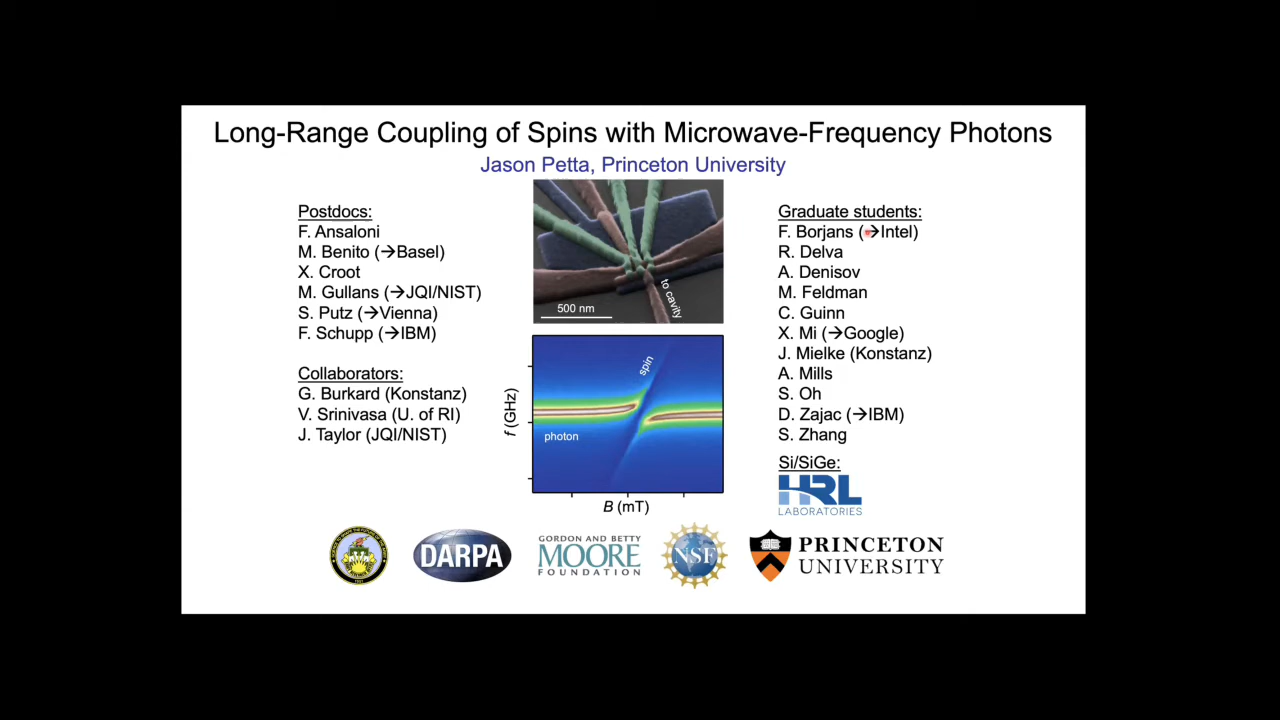 Long-Range Coupling of Spins with Microwave-Frequency Photons
Jason Petta, Princeton University
Postdocs:
F. Ansaloni
M. Benito (→Basel)
X. Croot
M. Gullans (→JQI/NIST)
S. Putz (→Vienna)
F. Schupp (→IBM)
Collaborators:
G. Burkard (Konstanz)
V. Srinivasa (U. of RI)
J. Taylor (JQI/NIST)
500 nm
to cavity
spin
photon
f (GHz)
B (mT)
Graduate students:
F. Borjans (→Intel)
R. Delva
A. Denisov
M. Feldman
C. Guinn
X. Mi (→Google)
J. Mielke (Konstanz)
A. Mills
S. Oh
D. Zajac (→IBM)
S. Zhang
Si/SiGe:
HRL
LABORATORIES
DARPA
GORDON AND BETTY
MOORE
FOUNDATION
NSF
PRINCETON
UNIVERSITY